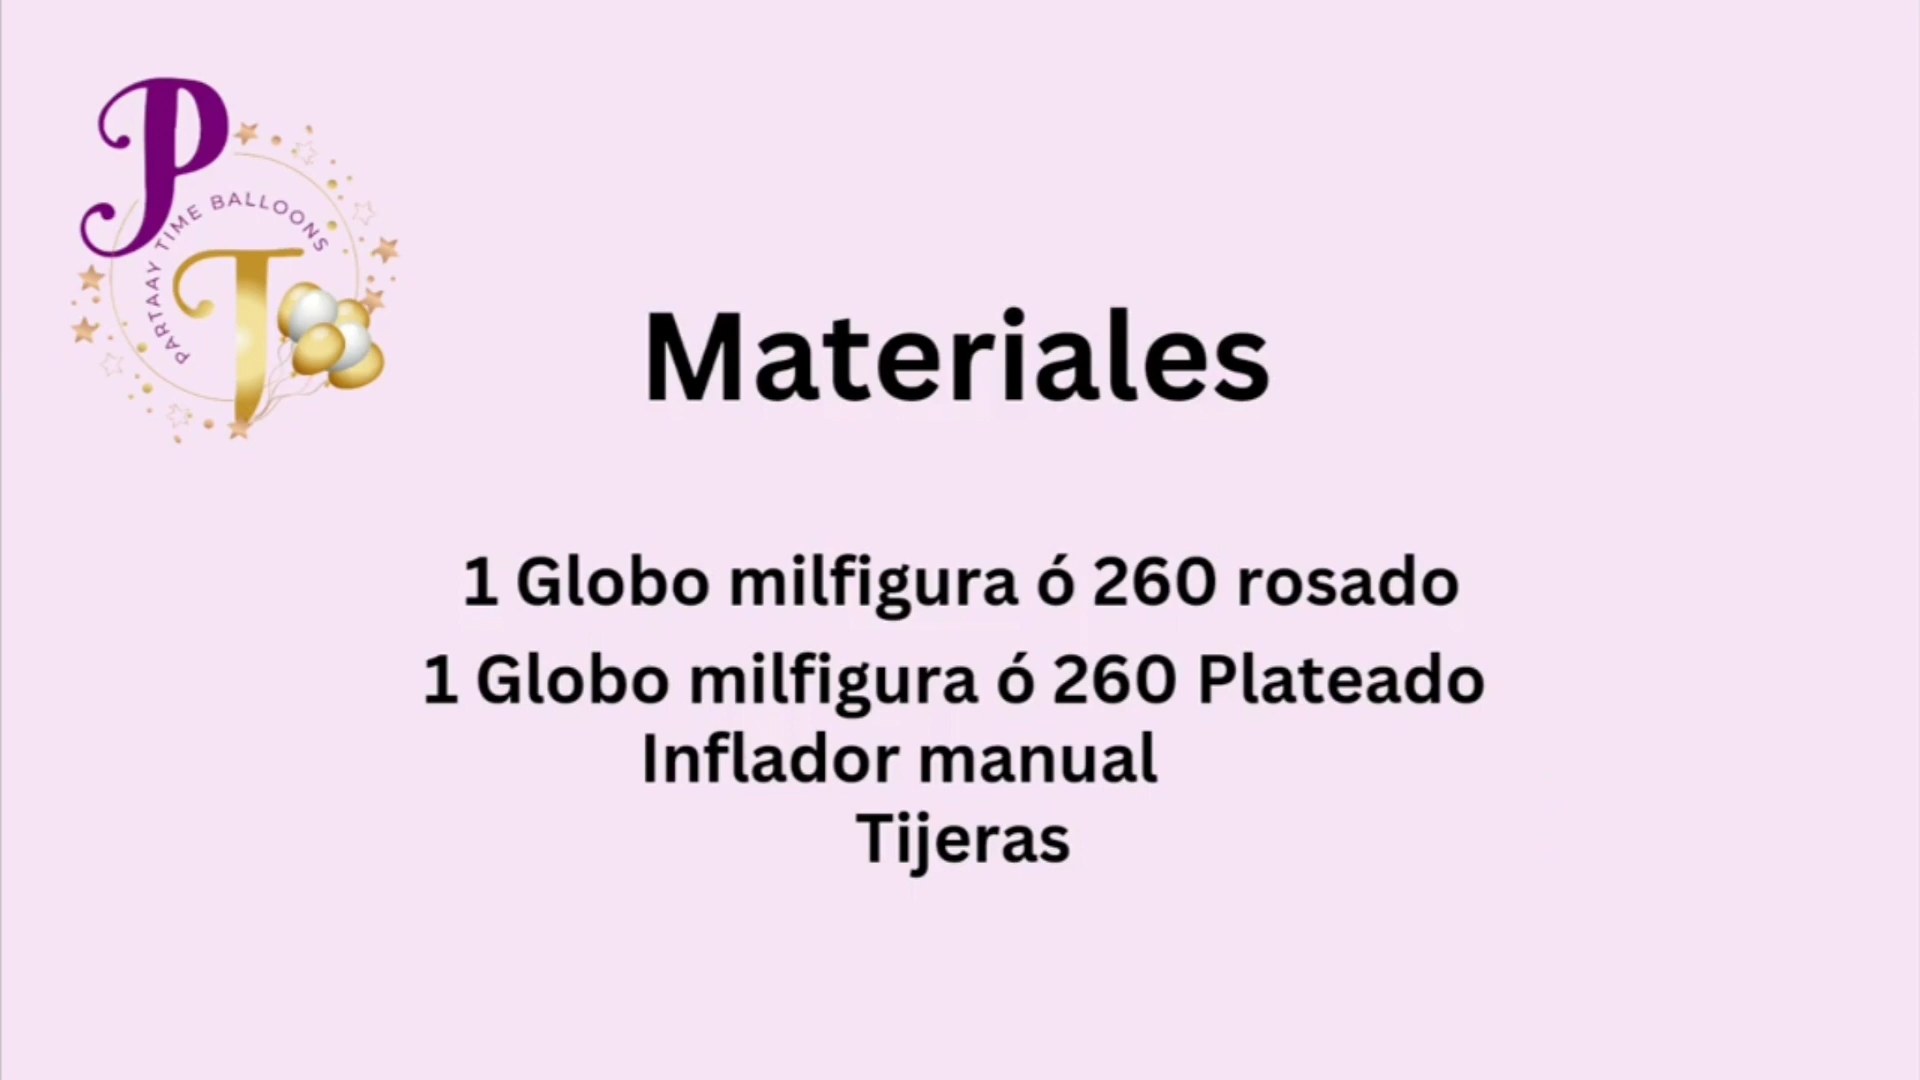 P
PARTAAY TIME BALLOONS
T
Materiales
1 Globo milfigura ó 260 rosado
1 Globo milfigura ó 260 Plateado
Inflador manual
Tijeras